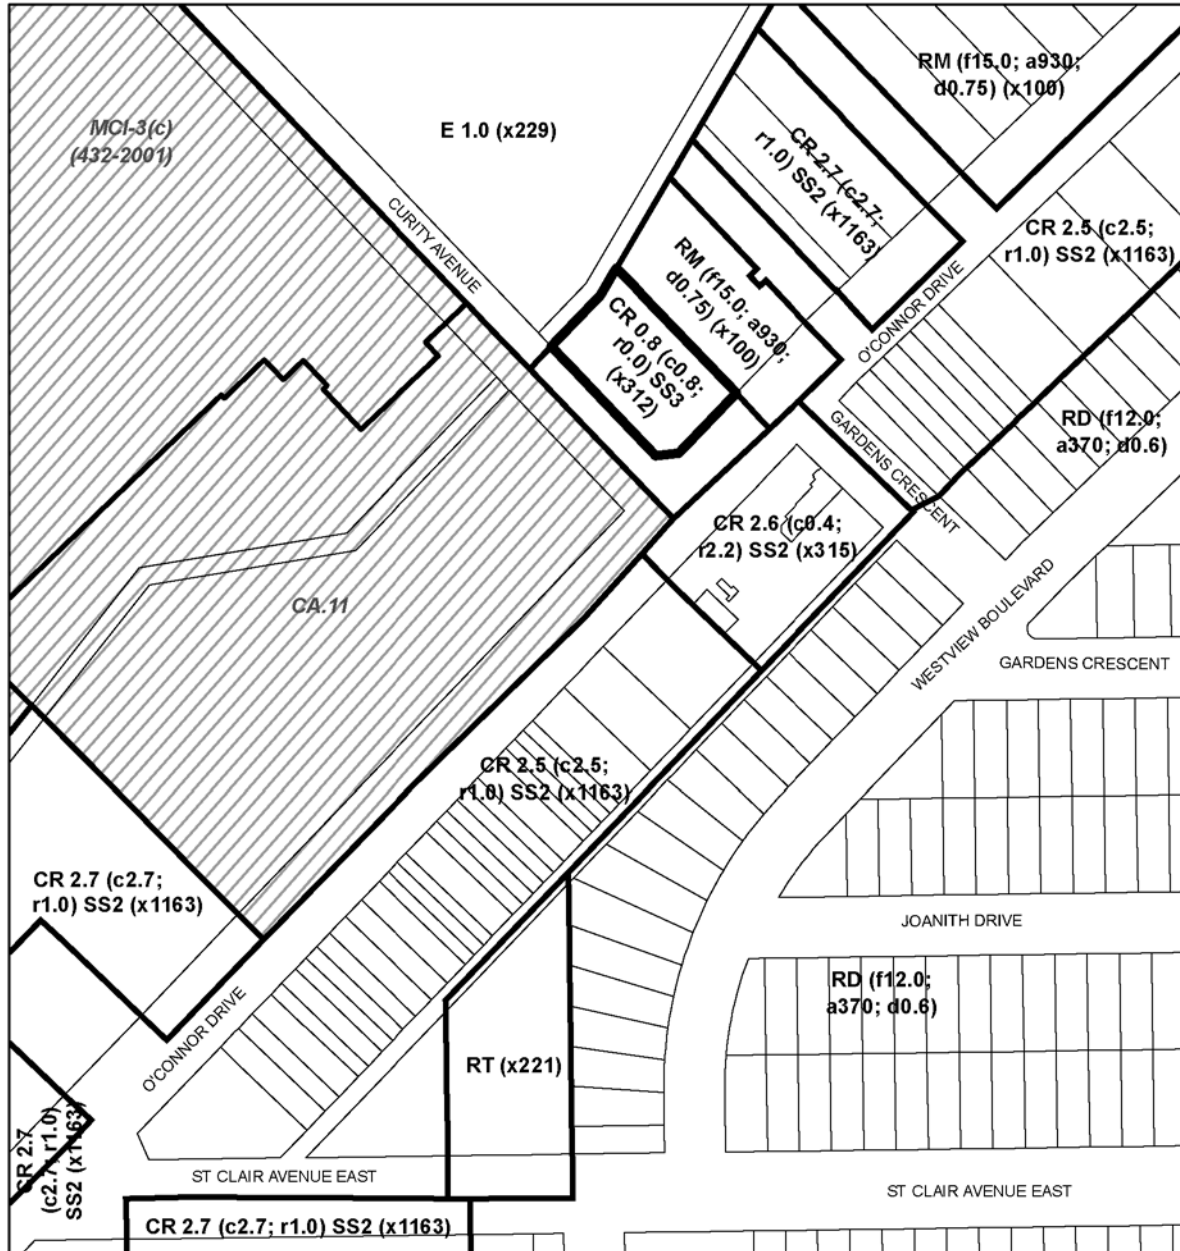 RM (f15.0; a930;
d0.75) (x100)
MCI-3(c)
(432-2001)
E 1.0 (x229)
CR 2.7 (c2.7;
r1.0) SS2 (x1163)
CURITY AVENUE
CR 2.5 (c2.5;
r1.0) SS2 (x1163)
RM (f15.0; a930;
d0.75) (x100)
O'CONNOR DRIVE
CR 0.8 (c0.8;
r0.0) SS3
(x312)
GARDENS CRESCENT
RD (f12.0;
a370; d0.6)
CR 2.6 (c0.4;
r2.2) SS2 (x315)
CA.11
WESTVIEW BOULEVARD
GARDENS CRESCENT
CR 2.5 (c2.5;
r1.0) SS2 (x1163)
CR 2.7 (c2.7;
r1.0) SS2 (x1163)
JOANITH DRIVE
RD (f12.0;
a370; d0.6)
O'CONNOR DRIVE
RT (x221)
CR 2.7
(c2.7; r1.0)
SS2 (x1163)
ST CLAIR AVENUE EAST
ST CLAIR AVENUE EAST
CR 2.7 (c2.7; r1.0) SS2 (x1163)